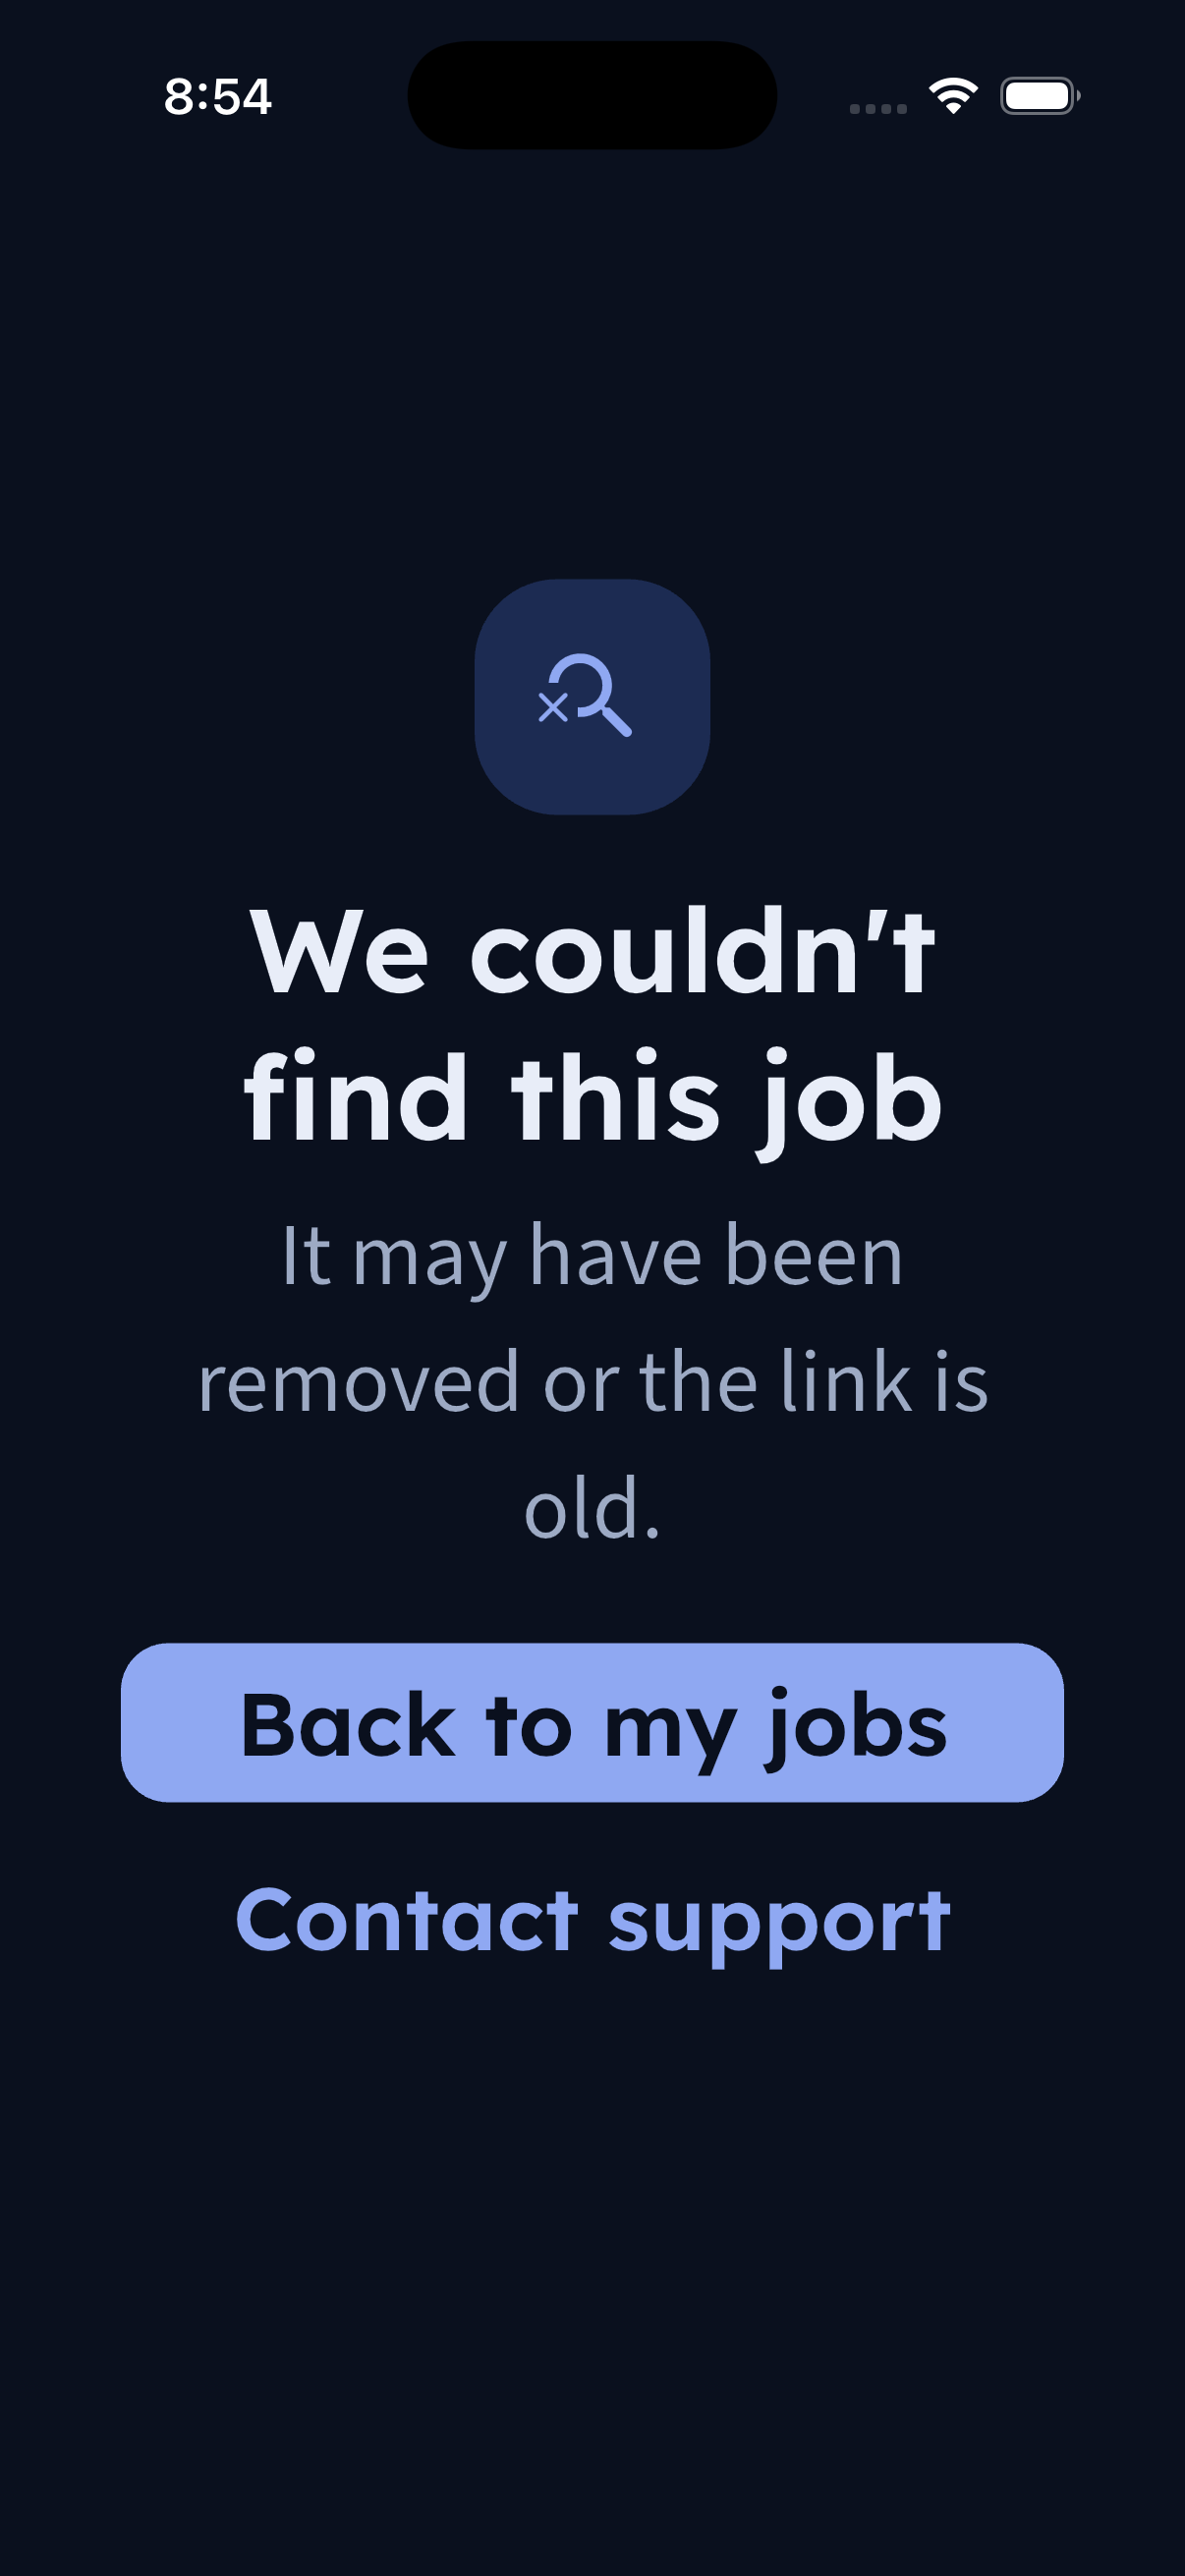 8:54
We couldn't
find this job
It may have been
removed or the link is
old.
Back to my jobs
Contact support